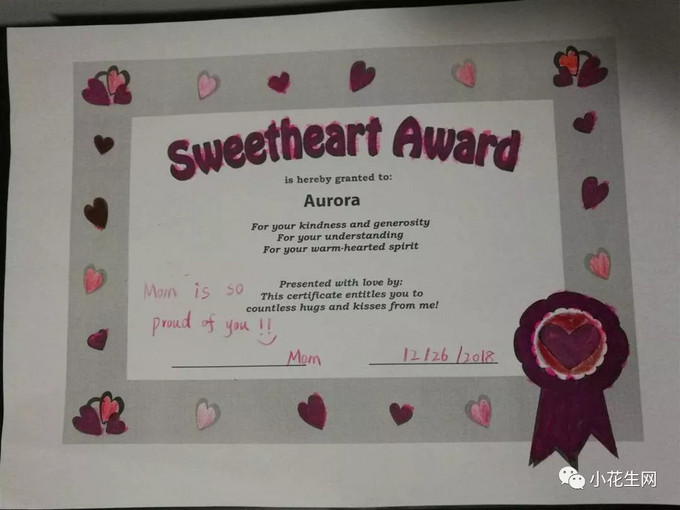 Sweetheart Award
is hereby granted to:
Aurora
For your kindness and generosity
For your understanding
For your warm-hearted spirit
Presented with love by:
This certificate entitles you to
countless hugs and kisses from me!
Mom is so
proud of you !!
Mom
12/26/2018
小花生网